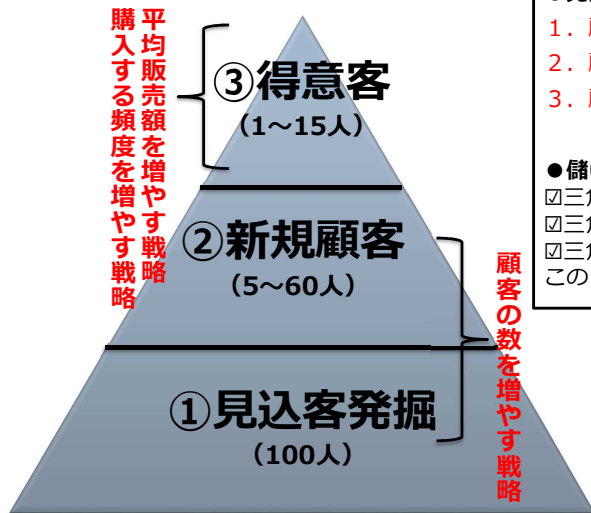 購入する頻度を増やす戦略
平均販売額を増やす戦略
③得意客
（1～15人）
②新規顧客
（5～60人）
①見込客発掘
（100人）
顧客の数を増やす戦略
1．
2．
3．
●儲
☑三角
☑三角
☑三角
この